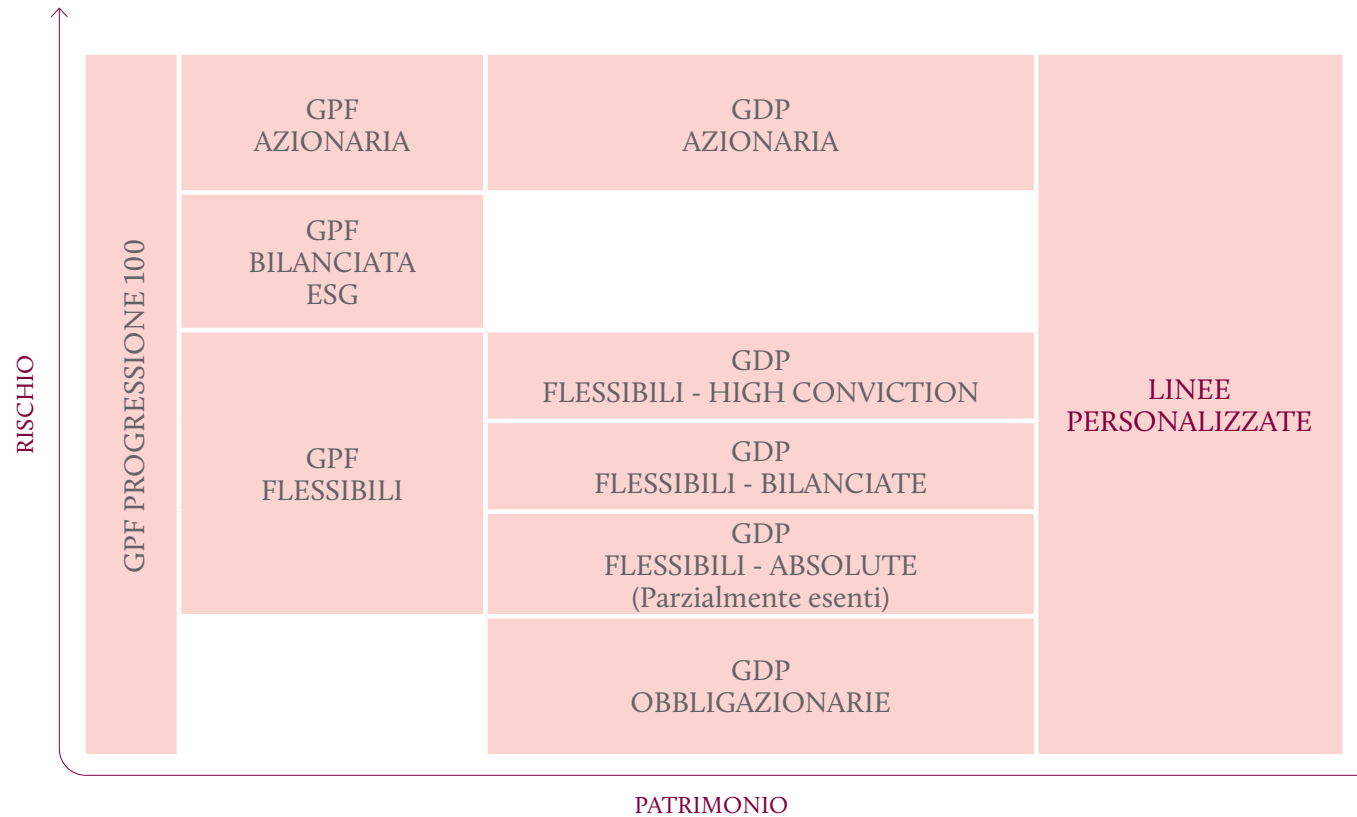 RISCHIO
GPF PROGRESSIONE 100
GPF
AZIONARIA
GPF
BILANCIATA
ESG
GPF
FLESSIBILI
GDP
AZIONARIA
GDP
FLESSIBILI - HIGH CONVICTION
GDP
FLESSIBILI - BILANCIATE
GDP
FLESSIBILI - ABSOLUTE
(Parzialmente esenti)
GDP
OBBLIGAZIONARIE
LINEE
PERSONALIZZATE
PATRIMONIO